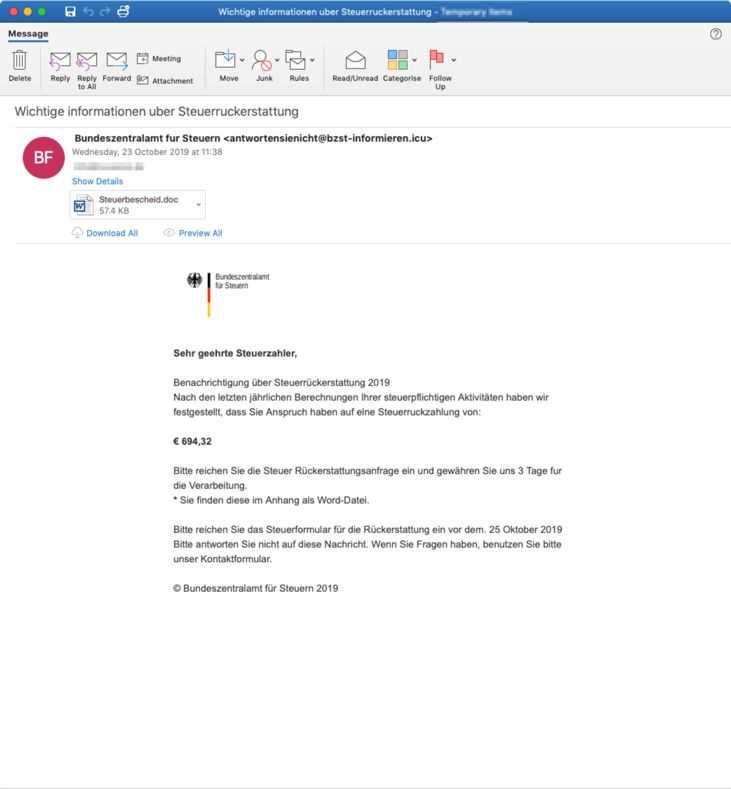 Wichtige informationen uber Steuerruckerstattung -
Message
Delete
Reply
Reply to All
Forward
Meeting
Attachment
Move
Junk
Rules
Read/Unread
Categorise
Follow Up
Wichtige informationen uber Steuerruckerstattung
BF
Bundeszentralamt fur Steuern <antwortensienicht@bzst-informieren.icu>
Wednesday, 23 October 2019 at 11:38
Show Details
Steuerbescheid.doc
57.4 KB
Download All
Preview All
Bundeszentralamt
für Steuern
Sehr geehrte Steuerzahler,
Benachrichtigung über Steuerrückerstattung 2019
Nach den letzten jährlichen Berechnungen Ihrer steuerpflichtigen Aktivitäten haben wir
festgestellt, dass Sie Anspruch haben auf elne Steuerruckzahlung von:
€ 694,32
Bitte reichen Sie die Steuer Rückerstattungsanfrage ein und gewähren Sie uns 3 Tage fur
die Verarbeitung.
* Sie finden diese im Anhang als Word-Datei.
Bitte reichen Sie das Steuerformular für die Rückerstattung ein vor dem. 25 Oktober 2019
Bitte antworten Sie nicht auf diese Nachricht. Wenn Sie Fragen haben, benutzen Sie bitte
unser Kontaktformular.
© Bundeszentralamt für Steuern 2019